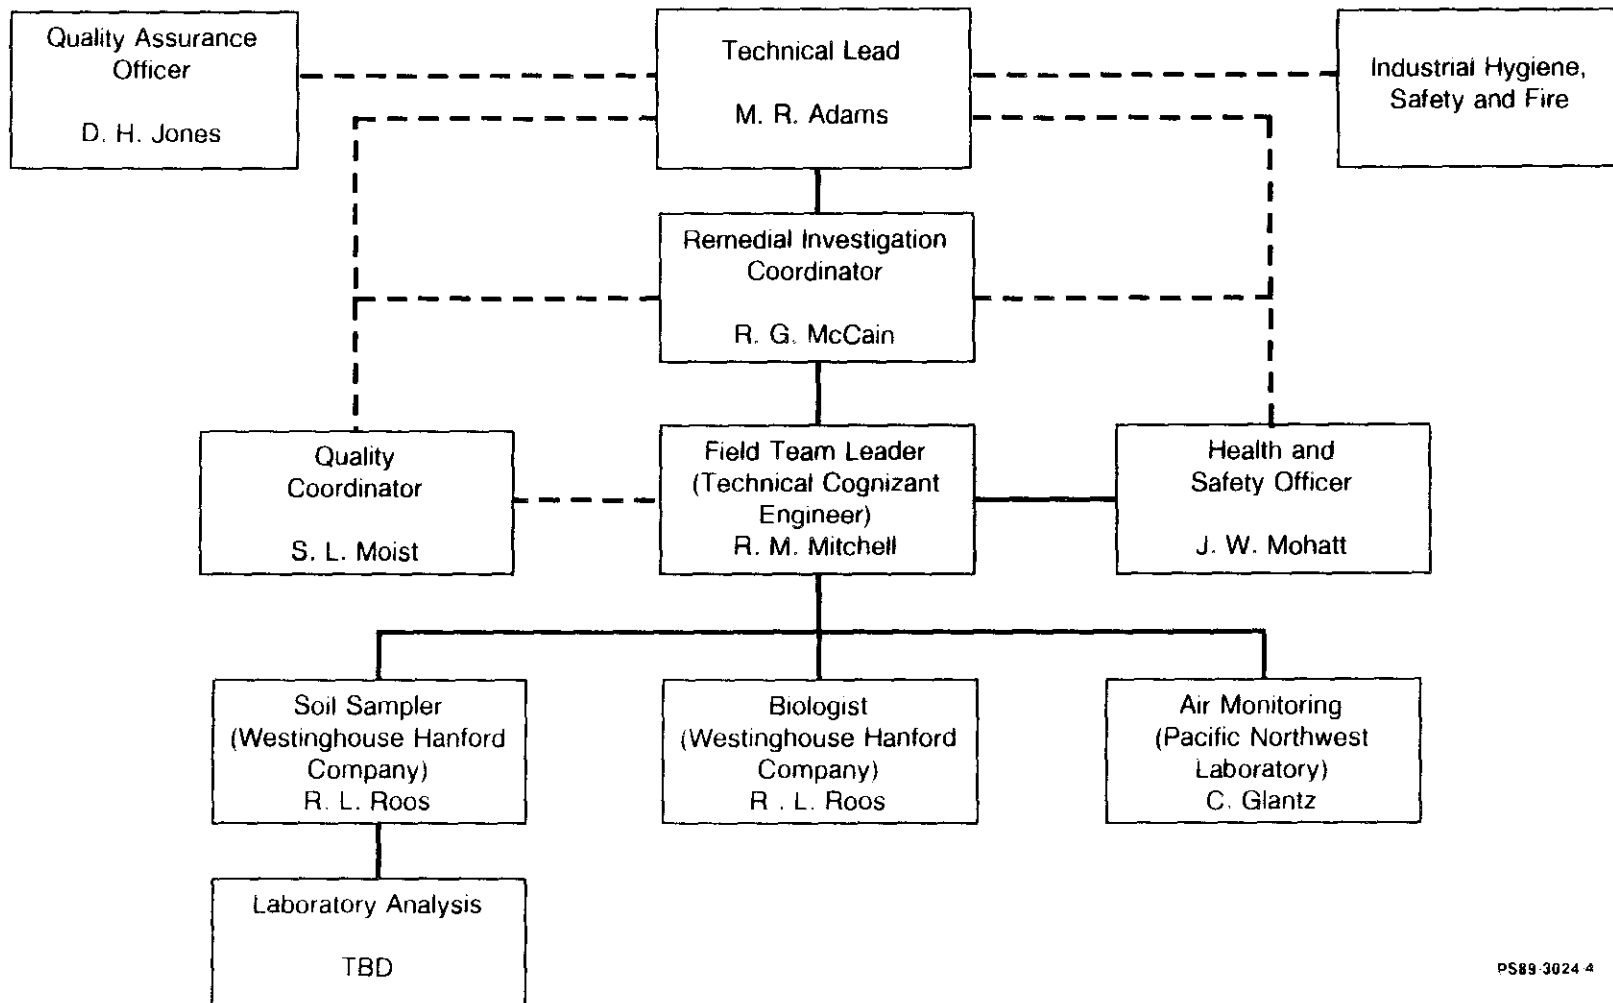 Quality Assurance
Officer
D. H. Jones
Technical Lead
M. R. Adams
Industrial Hygiene,
Safety and Fire
Remedial Investigation
Coordinator
R. G. McCain
Quality
Coordinator
S. L. Moist
Field Team Leader
(Technical Cognizant
Engineer)
R. M. Mitchell
Health and
Safety Officer
J. W. Mohatt
Soil Sampler
(Westinghouse Hanford
Company)
R. L. Roos
Biologist
(Westinghouse Hanford
Company)
R . L. Roos
Air Monitoring
(Pacific Northwest
Laboratory)
C. Glantz
Laboratory Analysis
TBD
PS89-3024-4